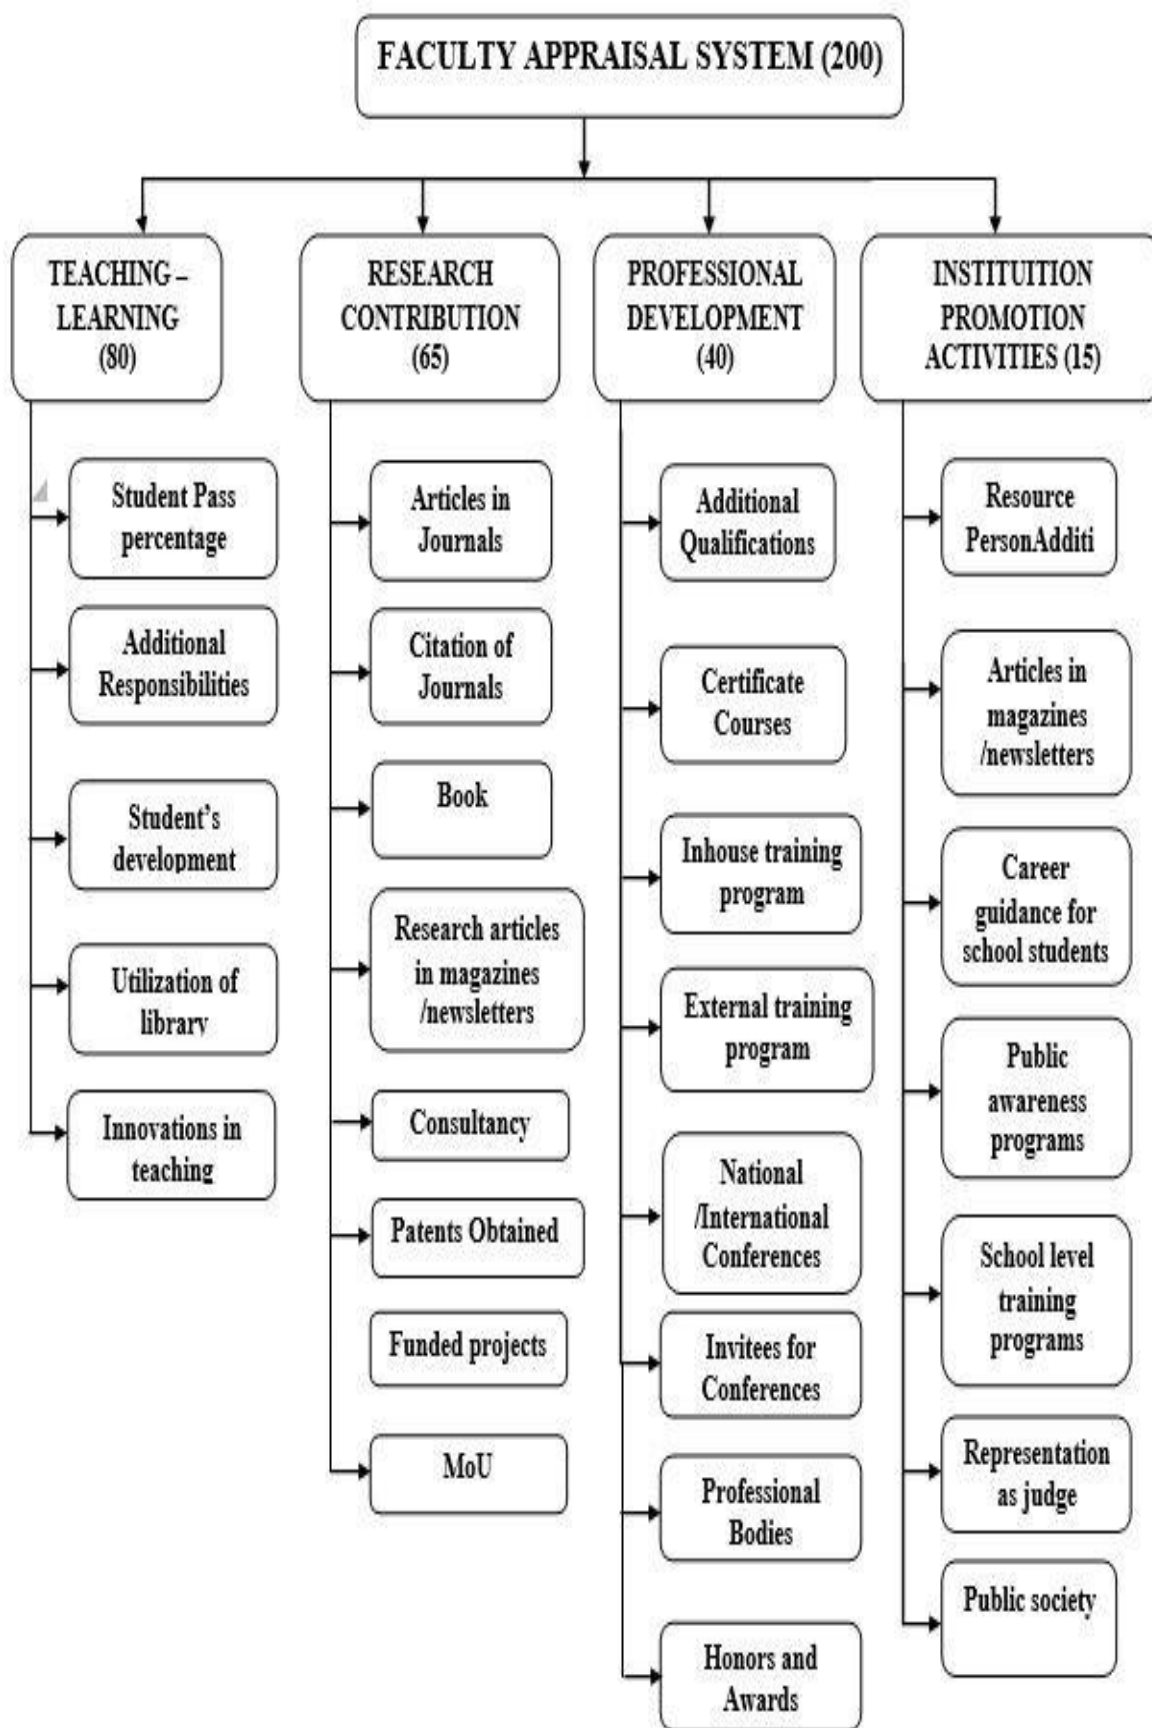 FACULTY APPRAISAL SYSTEM (200)
TEACHING –
LEARNING
(80)
Student Pass
percentage
Additional
Responsibilities
Student’s
development
Utilization of
library
Innovations in
teaching
RESEARCH
CONTRIBUTION
(65)
Articles in
Journals
Citation of
Journals
Book
Research articles
in magazines
/newsletters
Consultancy
Patents Obtained
Funded projects
MoU
PROFESSIONAL
DEVELOPMENT
(40)
Additional
Qualifications
Certificate
Courses
Inhouse training
program
External training
program
National
/International
Conferences
Invitees for
Conferences
Professional
Bodies
Honors and
Awards
INSTITUITION
PROMOTION
ACTIVITIES (15)
Resource
PersonAdditi
Articles in
magazines
/newsletters
Career
guidance for
school students
Public
awareness
programs
School level
training
programs
Representation
as judge
Public society